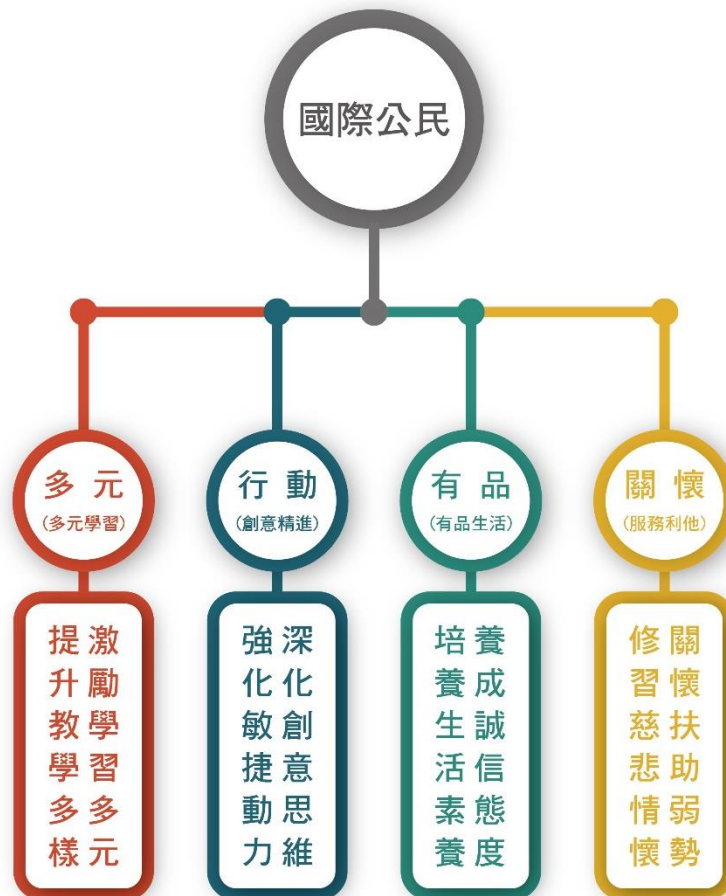 國際公民
多元
(多元學習)
激勵學習多元
提升教學多樣
行動
(創意精進)
深化創意思維
強化敏捷動力
有品
(有品生活)
養成誠信態度
培養生活素養
關懷
(服務利他)
關懷扶助弱勢
修習慈悲情懷